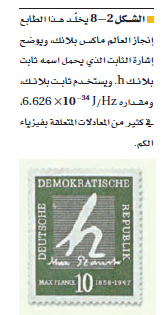 ■ الشكل 2–8 يخلّد هذا الطابع
إنجاز العالم ماكس بلانك، ويوضح
إشارة الثابت الذي يحمل اسمه ثابت
بلانك h. ويستخدم ثابت بلانك،
ومقداره 6.626 ×10⁻³⁴ J/Hz،
في كثير من المعادلات المتعلقة بفيزياء
الكم.
DEUTSCHE
DEMOKRATISCHE
REPUBLIK
h
Max Planck
MAX PLANCK 10 1858-1947